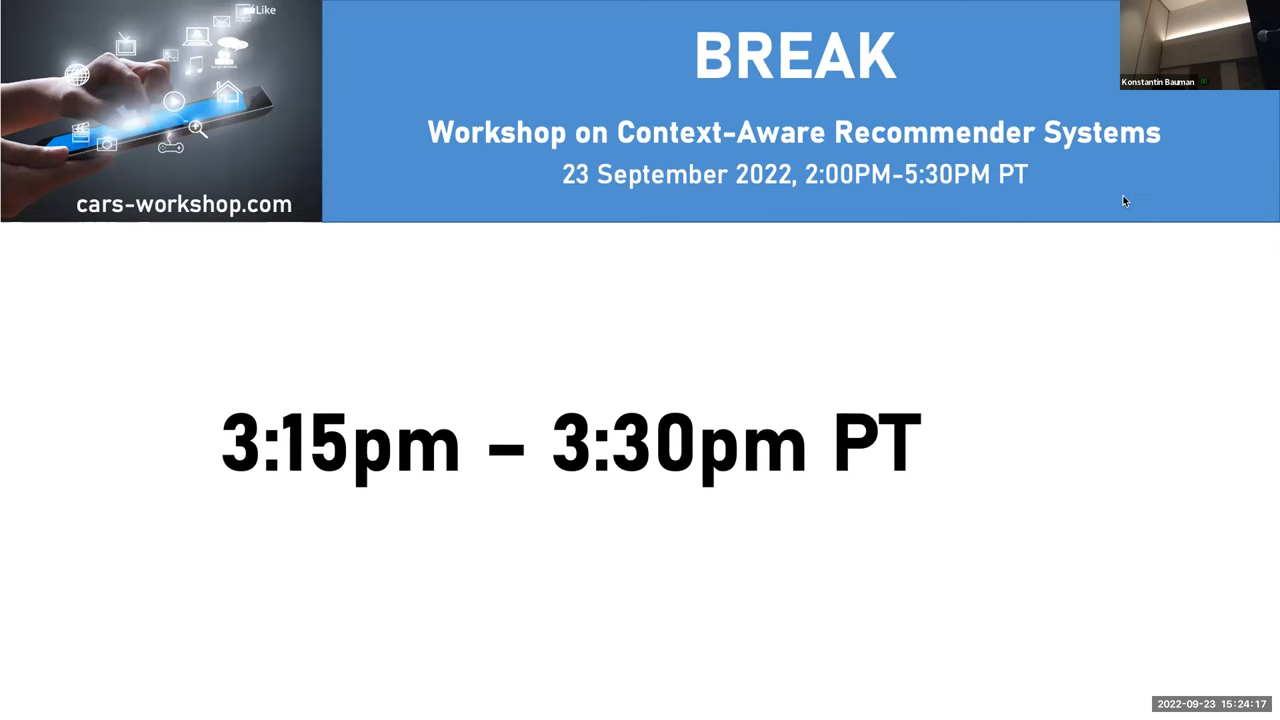 Like
cars-workshop.com
BREAK
Workshop on Context-Aware Recommender Systems
23 September 2022, 2:00PM-5:30PM PT
Konstantin Bauman
3:15pm – 3:30pm PT
2022-09-23 15:24:17